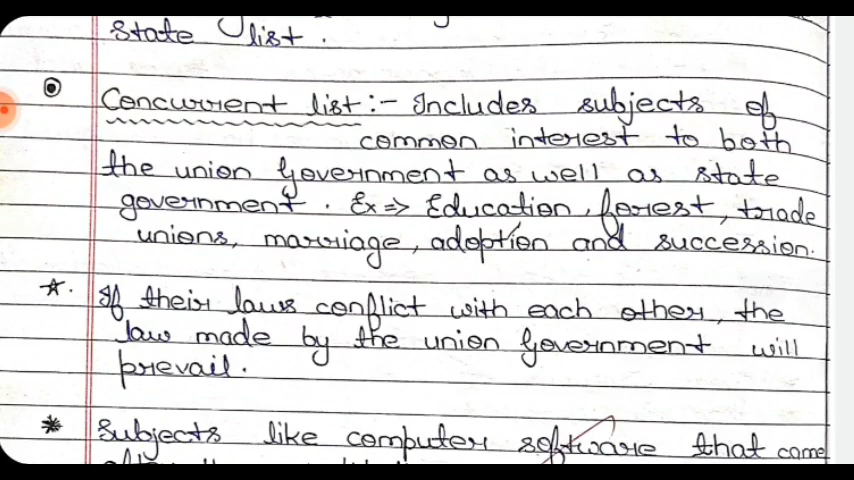 state list.
Concurrent list :- Includes subjects of
common interest to both
the union Government as well as state
government. Ex => Education, forest, trade
unions, marriage, adoption and succession.
If their laws conflict with each other, the
law made by the union Government will
prevail.
Subjects like computer software that came